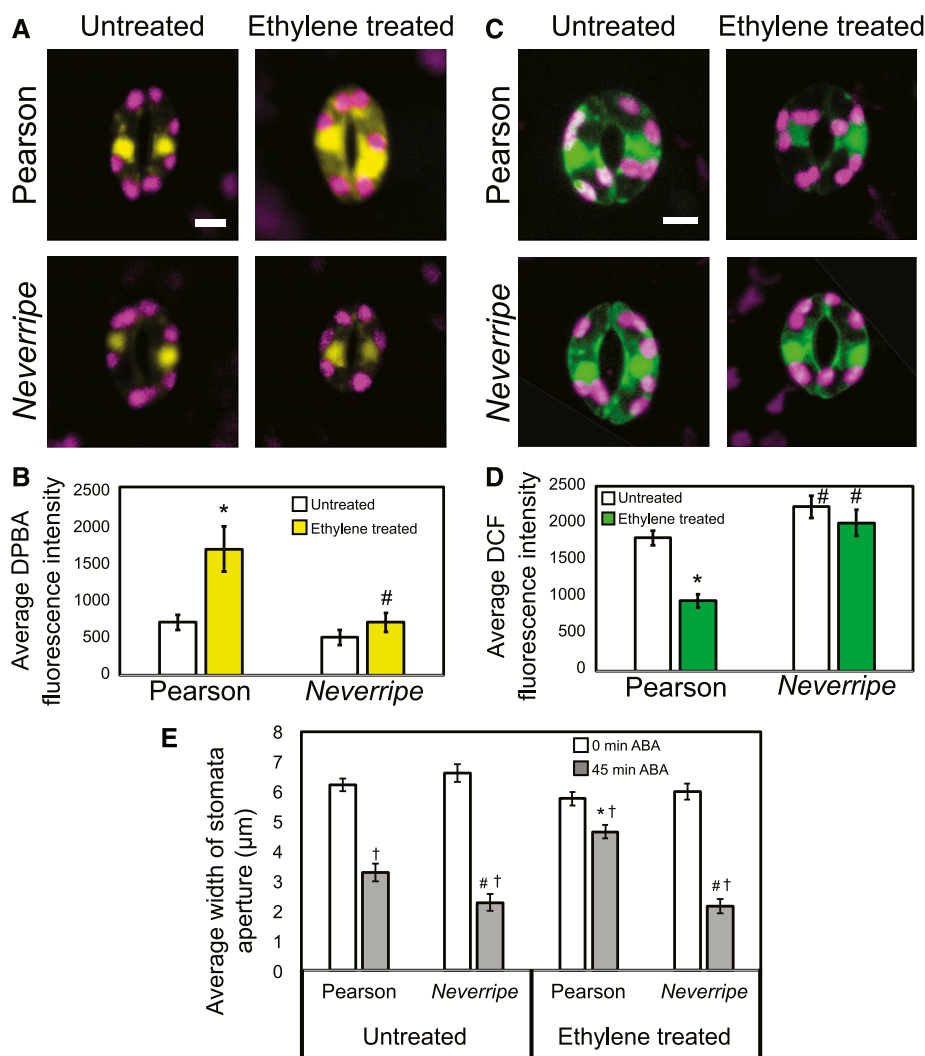 A Untreated Ethylene treated
C Untreated Ethylene treated
Pearson
Neverripe
Pearson
Neverripe
B
Average DPBA
fluorescence intensity
2500
2000
1500
1000
500
0
Untreated
Ethylene treated
*
#
Pearson Neverripe
D
Average DCF
fluorescence intensity
2500
2000
1500
1000
500
0
Untreated
Ethylene treated
*
# #
Pearson Neverripe
E
Average width of stomata
aperture (µm)
8
7
6
5
4
3
2
1
0
0 min ABA
45 min ABA
†
# †
* †
# †
Pearson Neverripe Pearson Neverripe
Untreated Ethylene treated